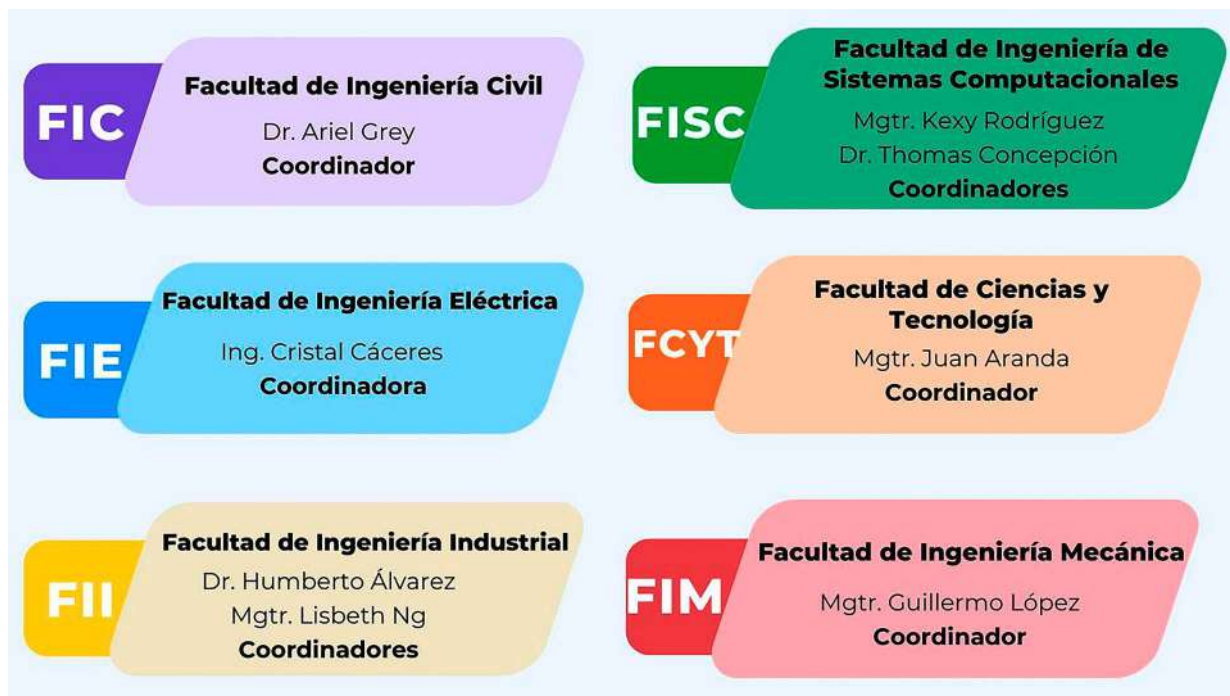 FIC
Facultad de Ingeniería Civil
Dr. Ariel Grey
Coordinador
FISC
Facultad de Ingeniería de
Sistemas Computacionales
Mgtr. Kexy Rodríguez
Dr. Thomas Concepción
Coordinadores
FIE
Facultad de Ingeniería Eléctrica
Ing. Cristal Cáceres
Coordinadora
FCYT
Facultad de Ciencias y
Tecnología
Mgtr. Juan Aranda
Coordinador
FII
Facultad de Ingeniería Industrial
Dr. Humberto Álvarez
Mgtr. Lisbeth Ng
Coordinadores
FIM
Facultad de Ingeniería Mecánica
Mgtr. Guillermo López
Coordinador